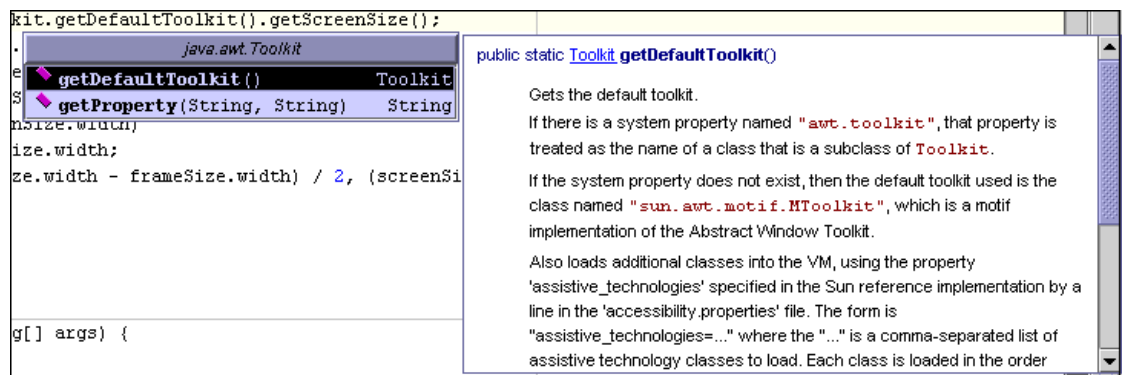 kit.getDefaultToolkit().getScreenSize();
java.awt.Toolkit
getDefaultToolkit() Toolkit
getProperty(String, String) String
ize.width;
ze.width - frameSize.width) / 2, (screenSi
g[] args) {
public static Toolkit getDefaultToolkit()
Gets the default toolkit.
If there is a system property named "awt.toolkit", that property is
treated as the name of a class that is a subclass of Toolkit.
If the system property does not exist, then the default toolkit used is the
class named "sun.awt.motif.MToolkit", which is a motif
implementation of the Abstract Window Toolkit.
Also loads additional classes into the VM, using the property
'assistive_technologies' specified in the Sun reference implementation by a
line in the 'accessibility.properties' file. The form is
"assistive_technologies=..." where the "..." is a comma-separated list of
assistive technology classes to load. Each class is loaded in the order